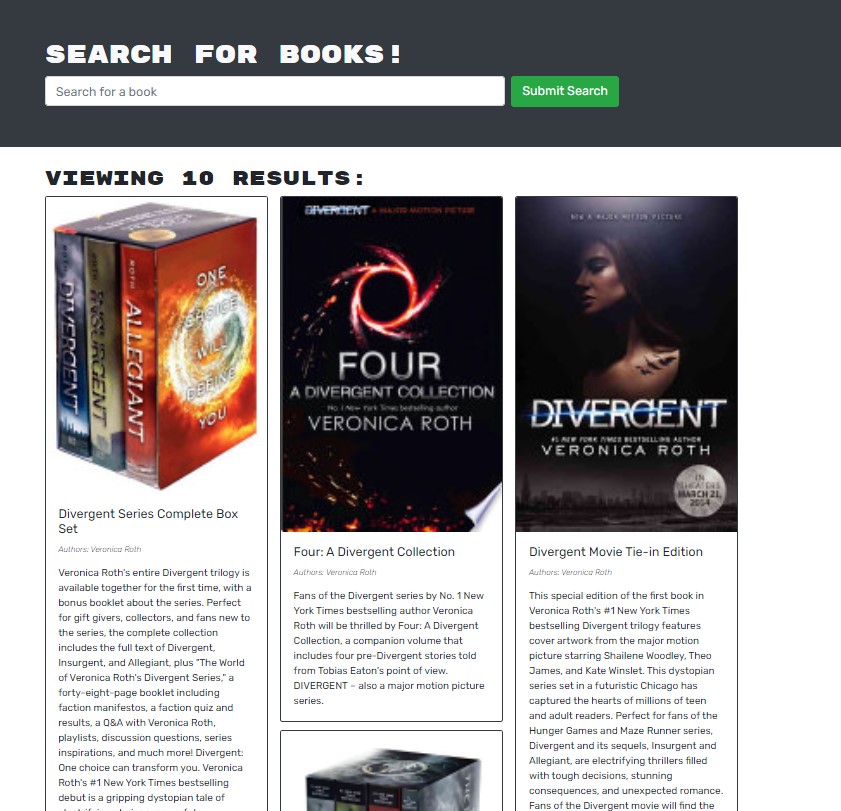 SEARCH FOR BOOKS!
Search for a book
Submit Search
VIEWING 10 RESULTS:
ROTH
DIVERGENT
ROTH
INSURGENT
ROTH
ALLEGIANT
ONE
CHOICE
WILL
DEFINE
YOU
Divergent Series Complete Box
Set
Authors: Veronica Roth
Veronica Roth's entire Divergent trilogy is
available together for the first time, with a
bonus booklet about the series. Perfect
for gift givers, collectors, and fans new to
the series, the complete collection
includes the full text of Divergent,
Insurgent, and Allegiant, plus "The World
of Veronica Roth's Divergent Series," a
forty-eight-page booklet including
faction manifestos, a faction quiz and
results, a Q&A with Veronica Roth,
playlists, discussion questions, series
inspirations, and much more! Divergent:
One choice can transform you. Veronica
Roth's #1 New York Times bestselling
debut is a gripping dystopian tale of
DIVERGENT A MAJOR MOTION PICTURE
FOUR
A DIVERGENT COLLECTION
No. 1 New York Times bestselling author
VERONICA ROTH
Four: A Divergent Collection
Authors: Veronica Roth
Fans of the Divergent series by No. 1 New
York Times bestselling author Veronica
Roth will be thrilled by Four: A Divergent
Collection, a companion volume that
includes four pre-Divergent stories told
from Tobias Eaton's point of view.
DIVERGENT – also a major motion picture
series.
NOW A MAJOR MOTION PICTURE
DIVERGENT
#1 NEW YORK TIMES BESTSELLING AUTHOR
VERONICA ROTH
IN
THEATERS
MARCH 21,
2014
Divergent Movie Tie-in Edition
Authors: Veronica Roth
This special edition of the first book in
Veronica Roth's #1 New York Times
bestselling Divergent trilogy features
cover artwork from the major motion
picture starring Shailene Woodley, Theo
James, and Kate Winslet. This dystopian
series set in a futuristic Chicago has
captured the hearts of millions of teen
and adult readers. Perfect for fans of the
Hunger Games and Maze Runner series,
Divergent and its sequels, Insurgent and
Allegiant, are electrifying thrillers filled
with tough decisions, stunning
consequences, and unexpected romance.
Fans of the Divergent movie will find the